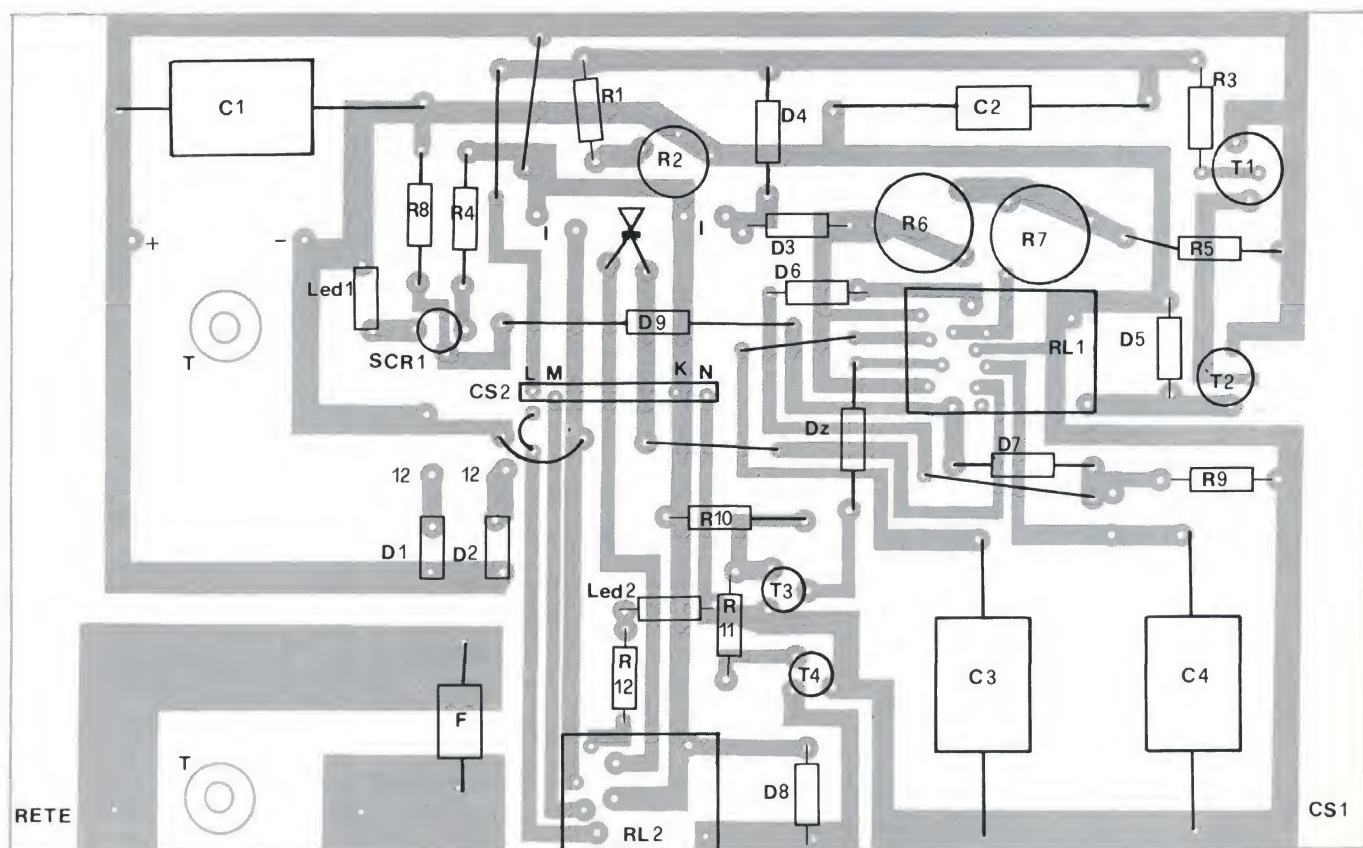 C1
R1
D4
C2
R3
R2
T1
R8
R4
I
I
R6
R7
D3
R5
+
-
D6
Led1
T
D9
RL1
D5
SCR1
L M K N
CS2
T2
Dz
D7
12
12
R9
R10
D1
D2
Led2
R
11
T3
R
12
T4
C3
C4
F
T
D8
RETE
RL2
CS1